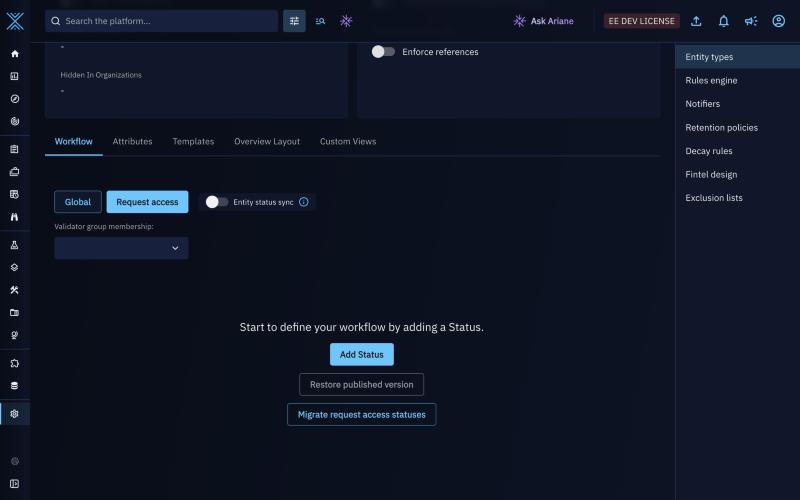 Search the platform...
Ask Ariane
EE DEV LICENSE
-
Hidden In Organizations
-
Enforce references
Workflow
Attributes
Templates
Overview Layout
Custom Views
Global
Request access
Entity status sync
Validator group membership:
Start to define your workflow by adding a Status.
Add Status
Restore published version
Migrate request access statuses
Entity types
Rules engine
Notifiers
Retention policies
Decay rules
Fintel design
Exclusion lists